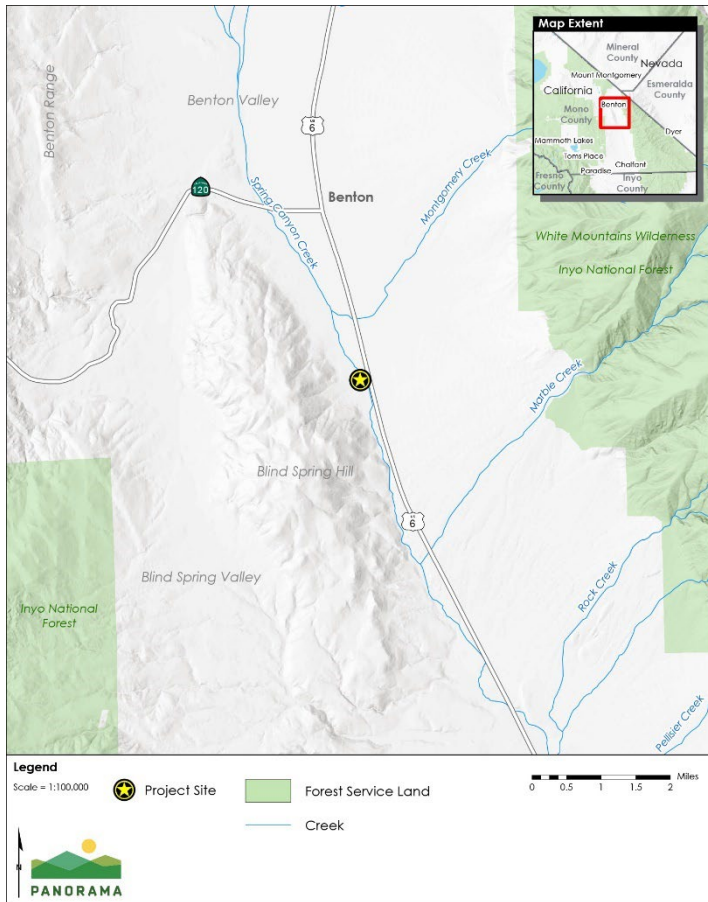 Map Extent
Mineral
County
Nevada
Mount Montgomery
California
Esmeralda
County
Benton
Mono
County
Dyer
Mammoth Lakes
Toms Place
Chalfant
Paradise
Fresno
County
Inyo
County
Benton Range
Benton Valley
6
120
Benton
Spring Canyon Creek
Montgomery Creek
White Mountains Wilderness
Inyo National Forest
Marble Creek
Blind Spring Hill
6
Blind Spring Valley
Inyo National
Forest
Rock Creek
Pellisier Creek
Legend
Scale = 1:100,000
Project Site
Forest Service Land
Creek
Miles
0 0.5 1 1.5 2
N
PANORAMA